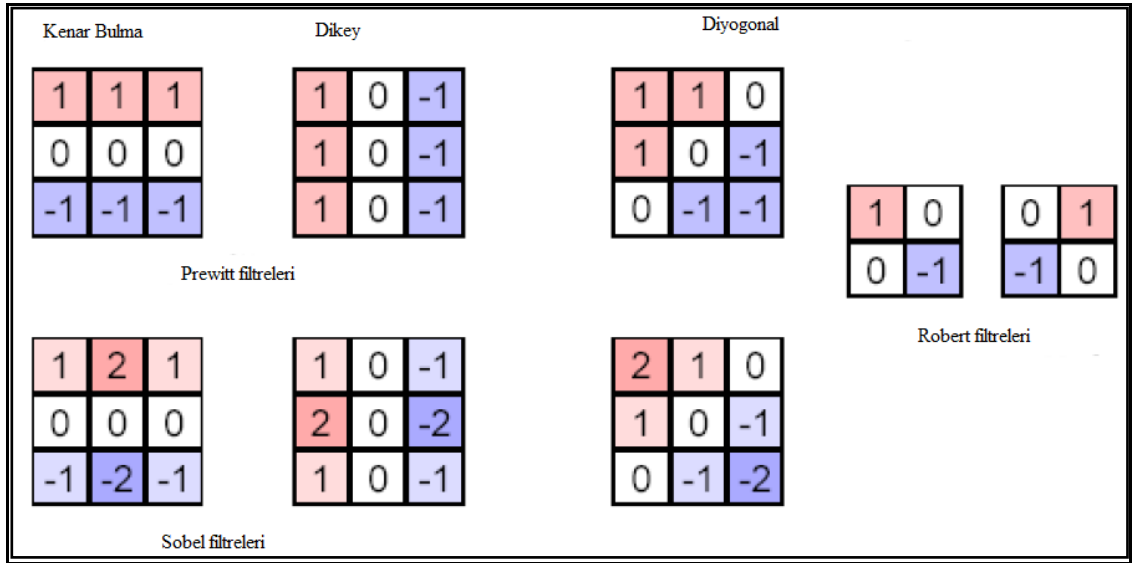 Kenar Bulma Dikey Diyogonal
1 1 1 1 0 -1 1 1 0
0 0 0 1 0 -1 1 0 -1
-1 -1 -1 1 0 -1 0 -1 -1
1 0 0 1
0 -1 -1 0
Prewitt filtreleri
Robert filtreleri
1 2 1 1 0 -1 2 1 0
0 0 0 2 0 -2 1 0 -1
-1 -2 -1 1 0 -1 0 -1 -2
Sobel filtreleri